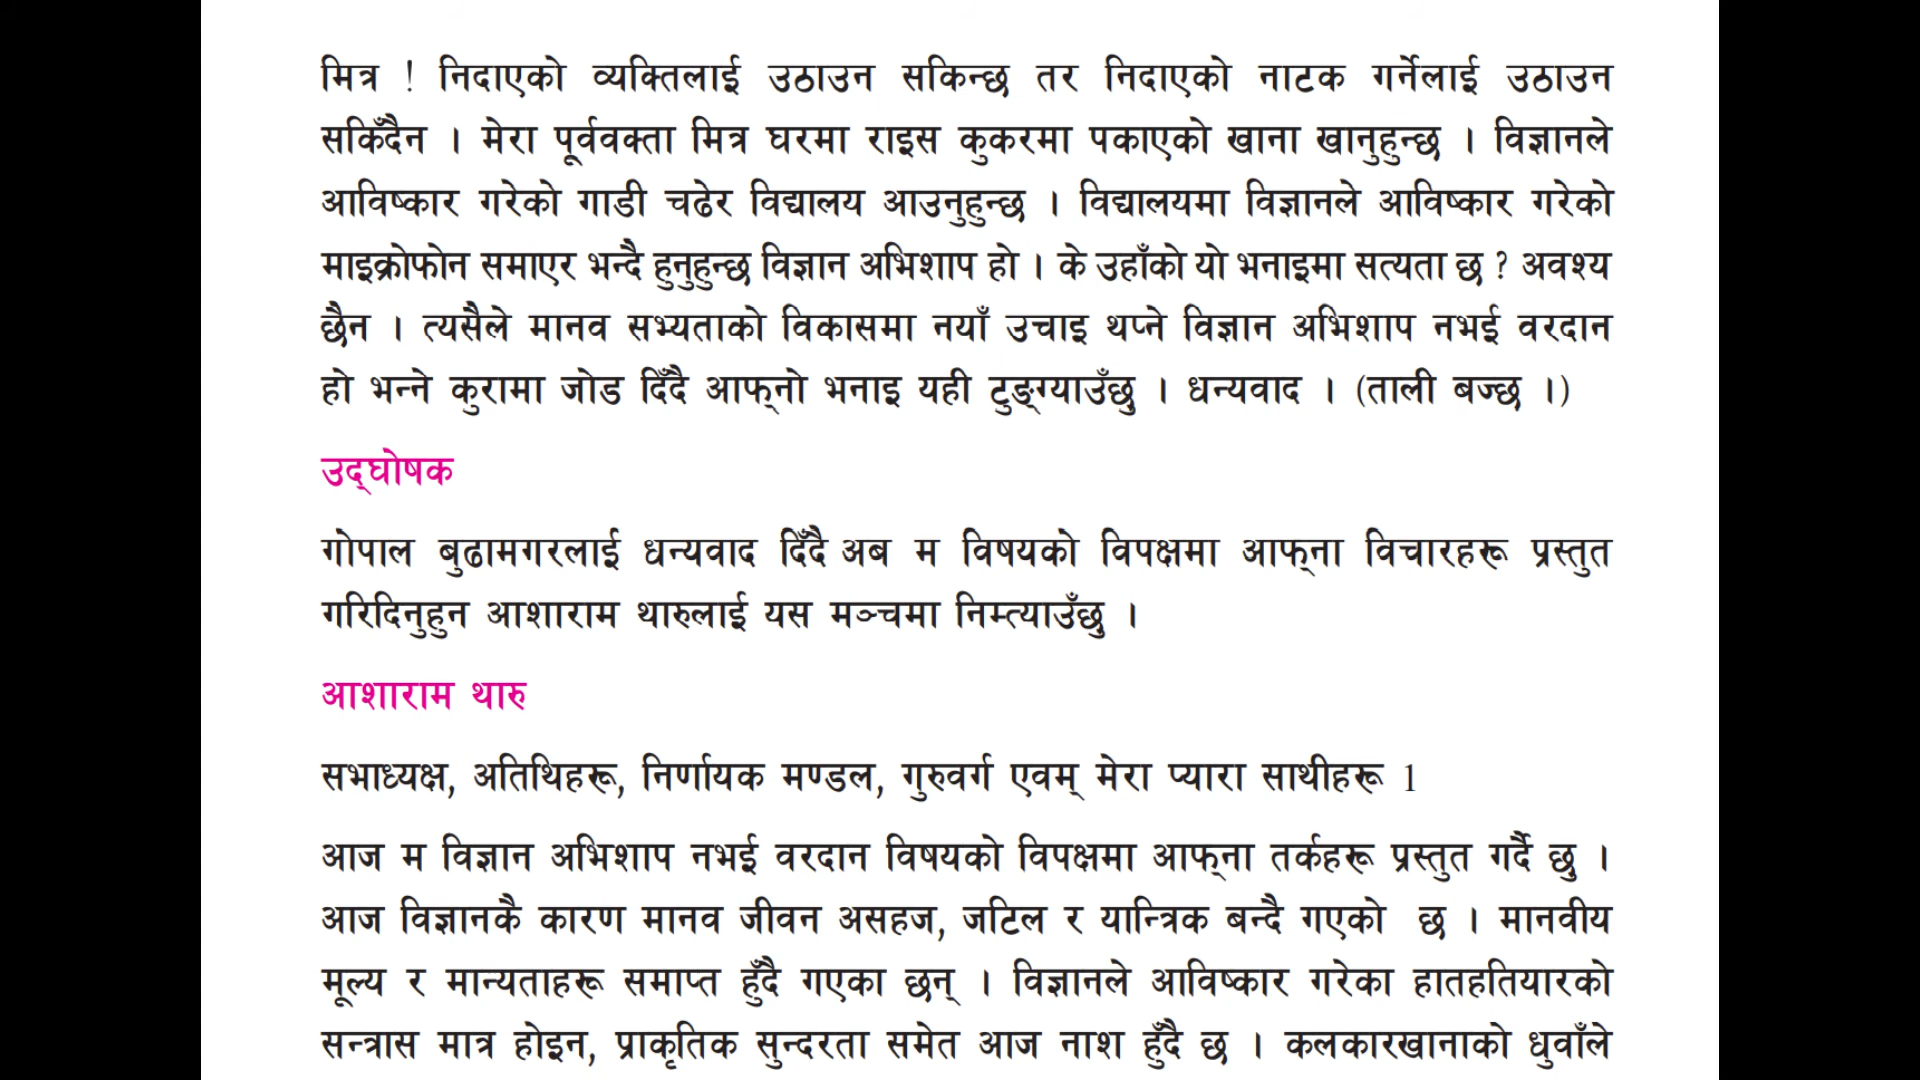 मित्र ! निदाएको व्यक्तिलाई उठाउन सकिन्छ तर निदाएको नाटक गर्नेलाई उठाउन
सकिँदैन । मेरा पूर्ववक्ता मित्र घरमा राइस कुकरमा पकाएको खाना खानुहुन्छ । विज्ञानले
आविष्कार गरेको गाडी चढेर विद्यालय आउनुहुन्छ । विद्यालयमा विज्ञानले आविष्कार गरेको
माइक्रोफोन समाएर भन्दै हुनुहुन्छ विज्ञान अभिशाप हो । के उहाँको यो भनाइमा सत्यता छ ? अवश्य
छैन । त्यसैले मानव सभ्यताको विकासमा नयाँ उचाइ थप्ने विज्ञान अभिशाप नभई वरदान
हो भन्ने कुरामा जोड दिँदै आफ्‌नो भनाइ यही टुङ्ग्याउँछु । धन्यवाद । (ताली बज्छ ।)
उद्‌घोषक
गोपाल बुढामगरलाई धन्यवाद दिँदै अब म विषयको विपक्षमा आफ्‌ना विचारहरू प्रस्तुत
गरिदिनुहुन आशाराम थारुलाई यस मञ्चमा निम्त्याउँछु ।
आशाराम थारु
सभाध्यक्ष, अतिथिहरू, निर्णायक मण्डल, गुरुवर्ग एवम् मेरा प्यारा साथीहरू 1
आज म विज्ञान अभिशाप नभई वरदान विषयको विपक्षमा आफ्‌ना तर्कहरू प्रस्तुत गर्दै छु ।
आज विज्ञानकै कारण मानव जीवन असहज, जटिल र यान्त्रिक बन्दै गएको छ । मानवीय
मूल्य र मान्यताहरू समाप्त हुँदै गएका छन् । विज्ञानले आविष्कार गरेका हातहतियारको
सन्त्रास मात्र होइन, प्राकृतिक सुन्दरता समेत आज नाश हुँदै छ । कलकारखानाको धुवाँले